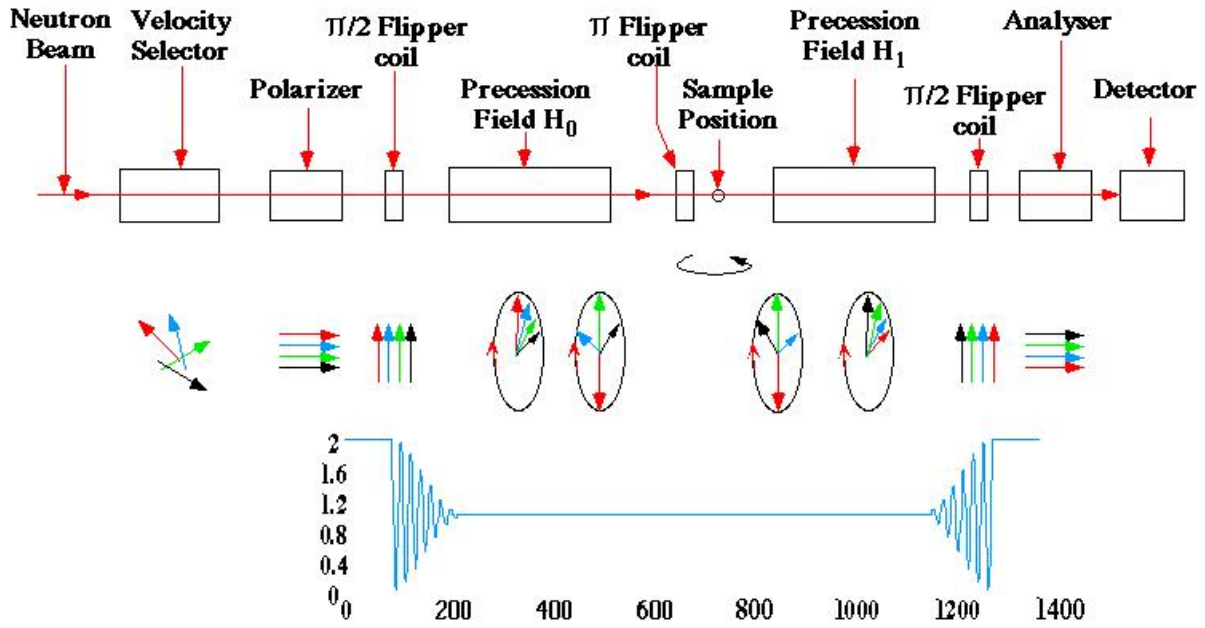 Neutron
Beam
Velocity
Selector
Polarizer
π/2 Flipper
coil
Precession
Field H0
π Flipper
coil
Sample
Position
Precession
Field H1
π/2 Flipper
coil
Analyser
Detector
2
1.6
1.2
0.8
0.4
0
0 200 400 600 800 1000 1200 1400